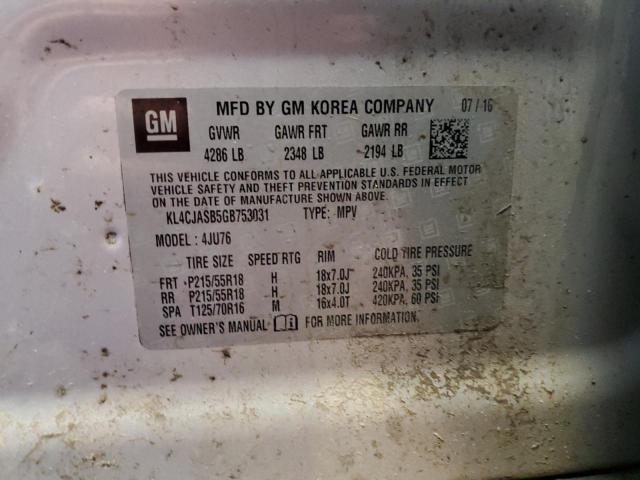 GM MFD BY GM KOREA COMPANY 07/16
GVWR GAWR FRT GAWR RR
4286 LB 2348 LB 2194 LB
THIS VEHICLE CONFORMS TO ALL APPLICABLE U.S. FEDERAL MOTOR
VEHICLE SAFETY AND THEFT PREVENTION STANDARDS IN EFFECT
ON THE DATE OF MANUFACTURE SHOWN ABOVE.
KL4CJASB5GB753031 TYPE: MPV
MODEL: 4JU76
TIRE SIZE SPEED RTG RIM COLD TIRE PRESSURE
FRT P215/55R18 H 18x7.0J 240KPA, 35 PSI
RR P215/55R18 H 18x7.0J 240KPA, 35 PSI
SPA T125/70R16 M 16x4.0T 420KPA, 60 PSI
SEE OWNER'S MANUAL FOR MORE INFORMATION.